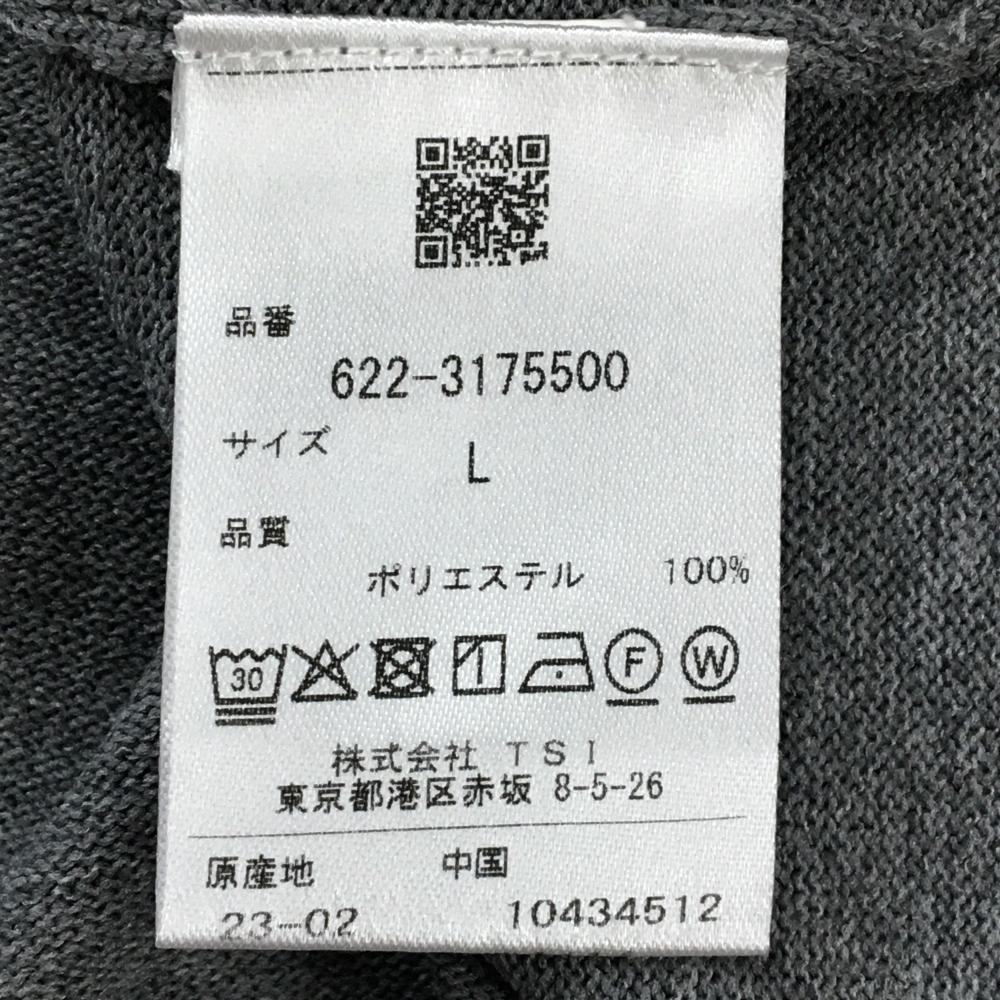 品番
622-3175500
サイズ
L
品質
ポリエステル 100%
30 F W
株式会社 TSI
東京都港区赤坂 8-5-26
原産地 中国
23-02 10434512